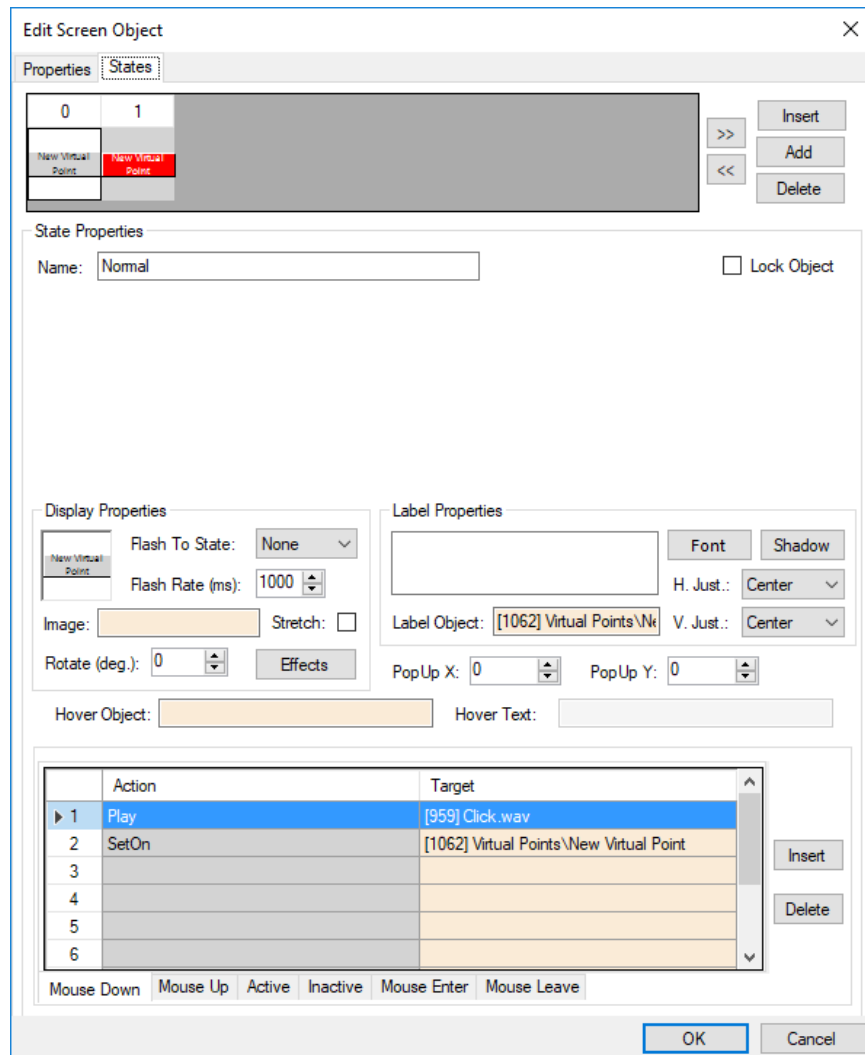 Edit Screen Object
Properties States
0 1
New Virtual Point New Virtual Point
>>
<<
Insert
Add
Delete
State Properties
Name: Normal
Lock Object
Display Properties
New Virtual Point
Flash To State: None
Flash Rate (ms): 1000
Image:
Stretch:
Rotate (deg.): 0
Effects
Label Properties
Font Shadow
H. Just.: Center
Label Object: [1062] Virtual Points\Ne
V. Just.: Center
PopUp X: 0 PopUp Y: 0
Hover Object: Hover Text:
Action Target
1 Play [959] Click.wav
2 SetOn [1062] Virtual Points\New Virtual Point
3
4
5
6
Insert
Delete
Mouse Down Mouse Up Active Inactive Mouse Enter Mouse Leave
OK Cancel